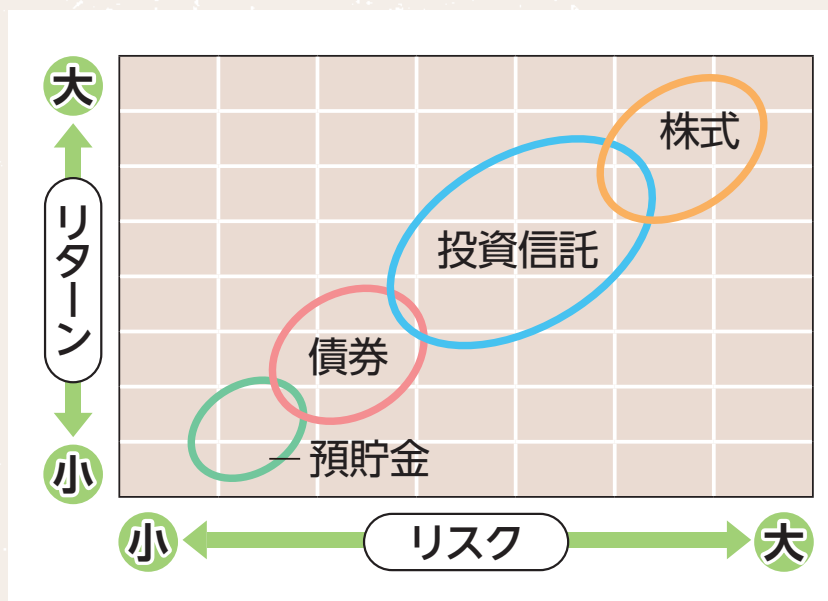 大
リターン
小
株式
投資信託
債券
預貯金
小
リスク
大